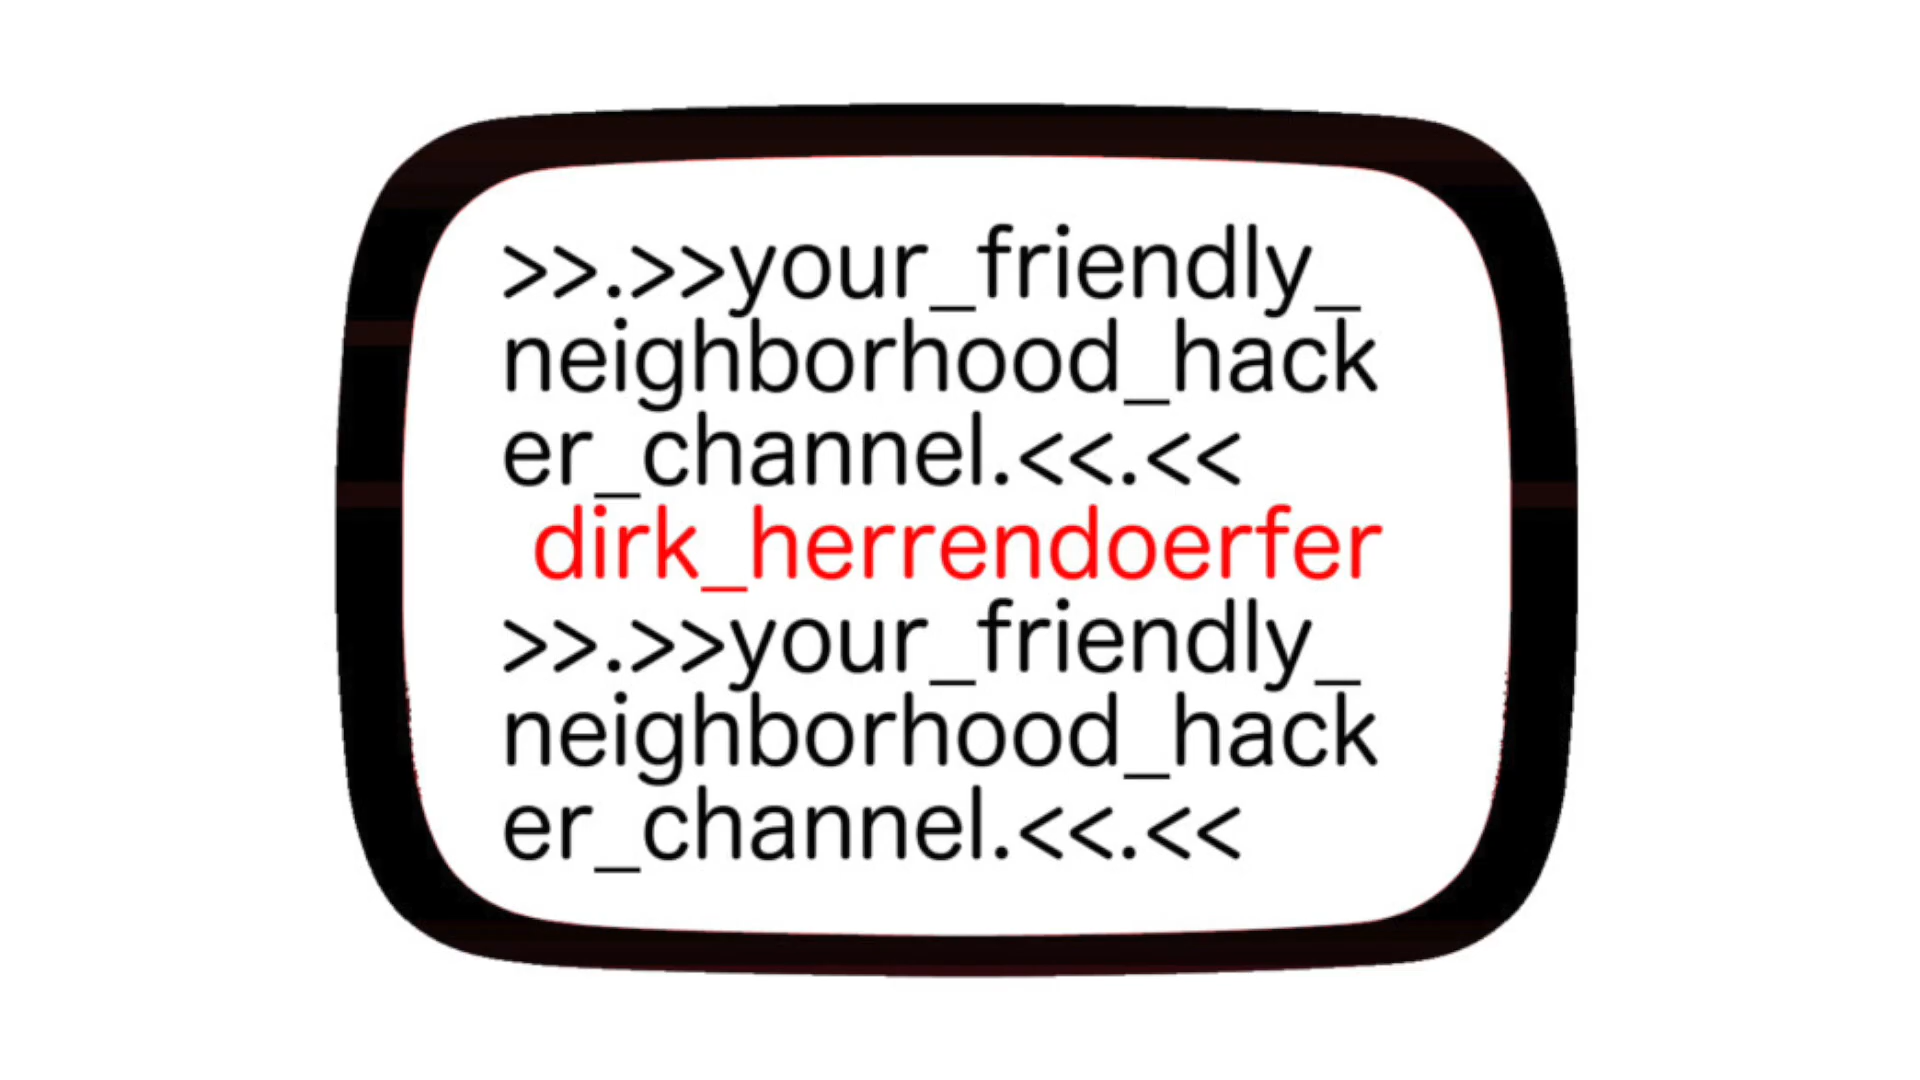 >>.>>your_friendly_
neighborhood_hack
er_channel.<<.<<
dirk_herrendoerfer
>>.>>your_friendly_
neighborhood_hack
er_channel.<<.<<